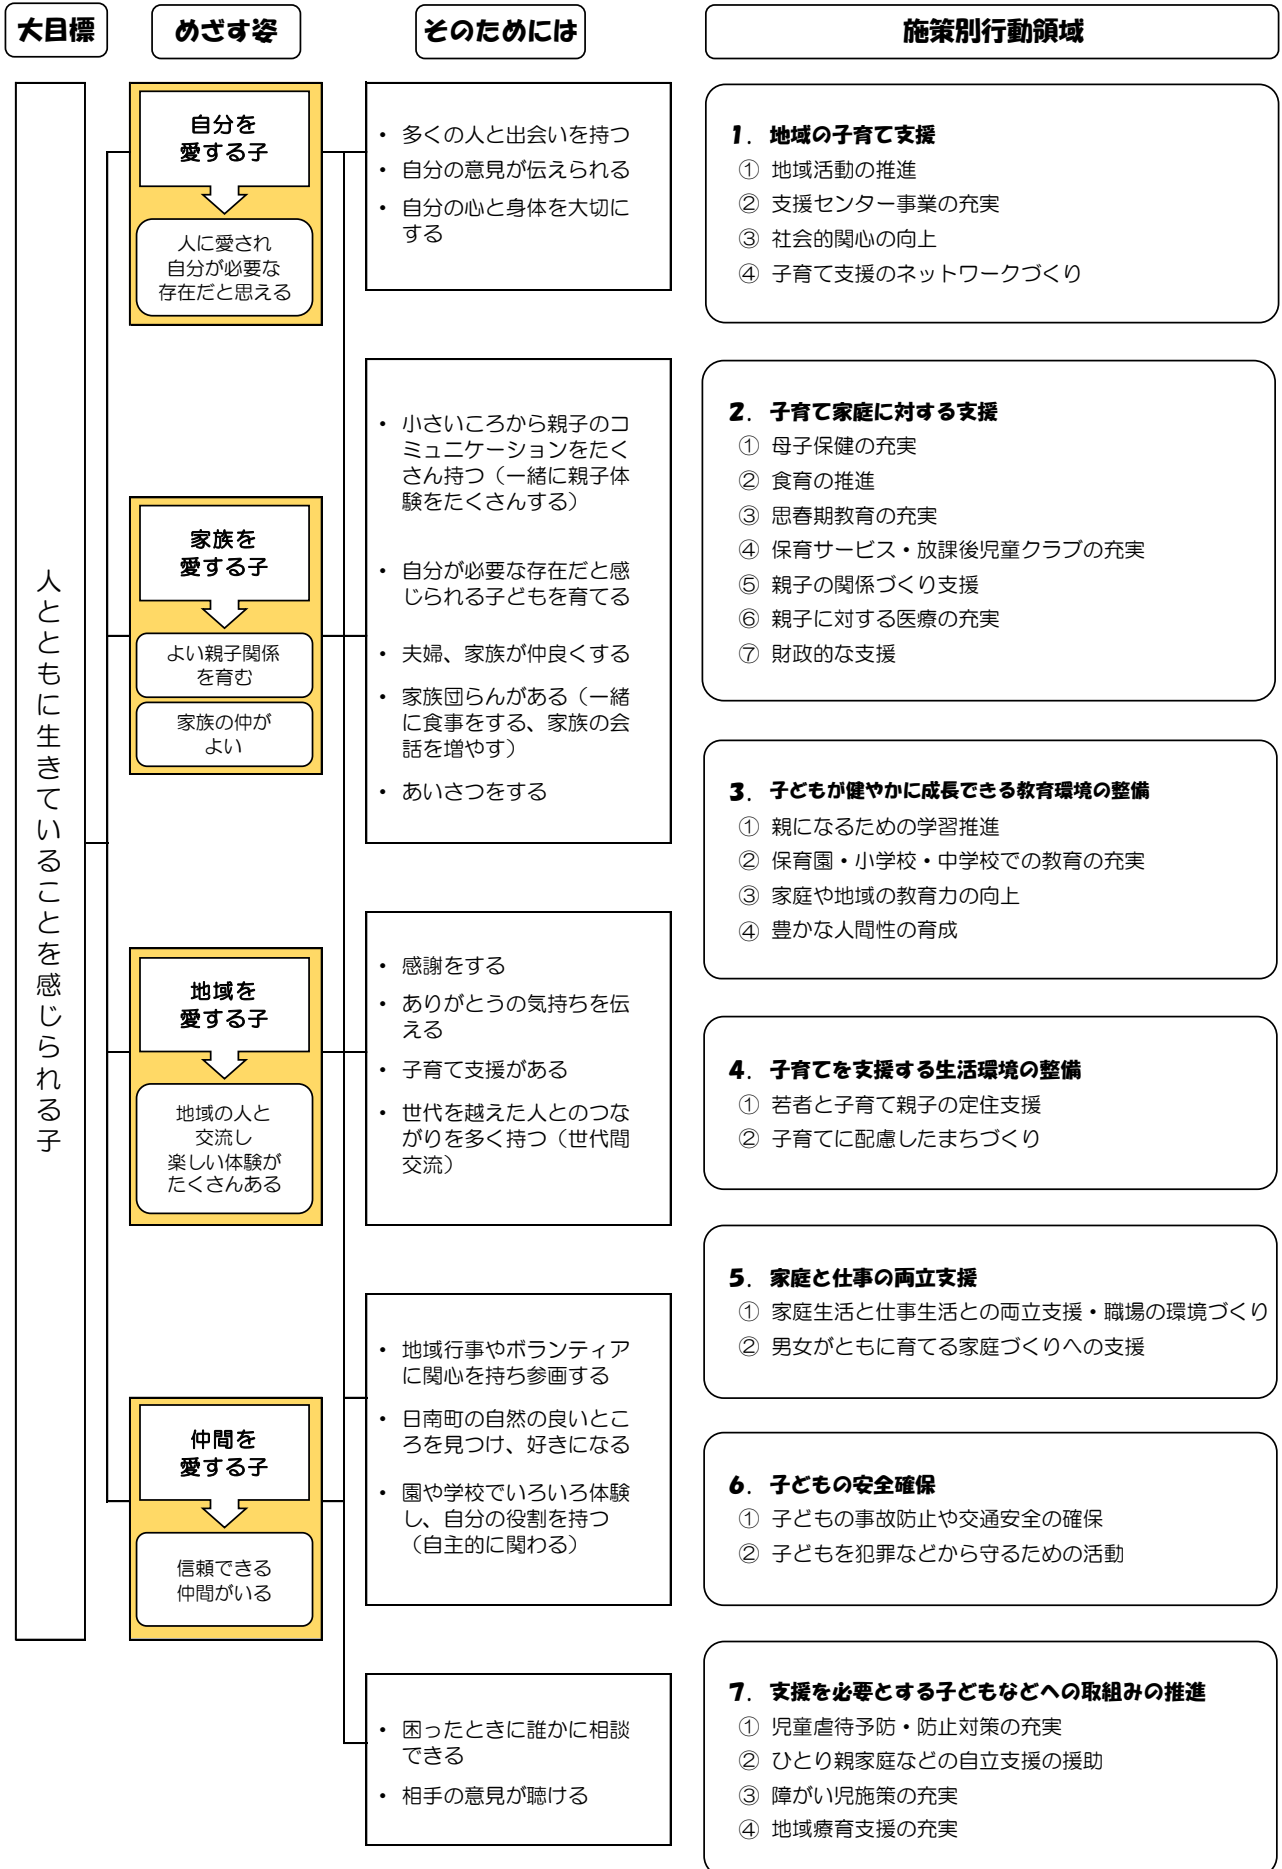 大目標
めざす姿
そのためには
施策別行動領域
人とともに生きていることを感じられる子
自分を
愛する子
人に愛され
自分が必要な
存在だと思える
家族を
愛する子
よい親子関係
を育む
家族の仲が
よい
地域を
愛する子
地域の人と
交流し
楽しい体験が
たくさんある
仲間を
愛する子
信頼できる
仲間がいる
・ 多くの人と出会いを持つ
・ 自分の意見が伝えられる
・ 自分の心と身体を大切に
する
・ 小さいころから親子のコ
ミュニケーションをたく
さん持つ（一緒に親子体
験をたくさんする）
・ 自分が必要な存在だと感
じられる子どもを育てる
・ 夫婦、家族が仲良くする
・ 家族団らんがある（一緒
に食事をする、家族の会
話を増やす）
・ あいさつをする
・ 感謝をする
・ ありがとうの気持ちを伝
える
・ 子育て支援がある
・ 世代を越えた人とのつな
がりを多く持つ（世代間
交流）
・ 地域行事やボランティア
に関心を持ち参画する
・ 日南町の自然の良いとこ
ろを見つけ、好きになる
・ 園や学校でいろいろ体験
し、自分の役割を持つ
（自主的に関わる）
・ 困ったときに誰かに相談
できる
・ 相手の意見が聴ける
1. 地域の子育て支援
① 地域活動の推進
② 支援センター事業の充実
③ 社会的関心の向上
④ 子育て支援のネットワークづくり
2. 子育て家庭に対する支援
① 母子保健の充実
② 食育の推進
③ 思春期教育の充実
④ 保育サービス・放課後児童クラブの充実
⑤ 親子の関係づくり支援
⑥ 親子に対する医療の充実
⑦ 財政的な支援
3. 子どもが健やかに成長できる教育環境の整備
① 親になるための学習推進
② 保育園・小学校・中学校での教育の充実
③ 家庭や地域の教育力の向上
④ 豊かな人間性の育成
4. 子育てを支援する生活環境の整備
① 若者と子育て親子の定住支援
② 子育てに配慮したまちづくり
5. 家庭と仕事の両立支援
① 家庭生活と仕事生活との両立支援・職場の環境づくり
② 男女がともに育てる家庭づくりへの支援
6. 子どもの安全確保
① 子どもの事故防止や交通安全の確保
② 子どもを犯罪などから守るための活動
7. 支援を必要とする子どもなどへの取組みの推進
① 児童虐待予防・防止対策の充実
② ひとり親家庭などの自立支援の援助
③ 障がい児施策の充実
④ 地域療育支援の充実